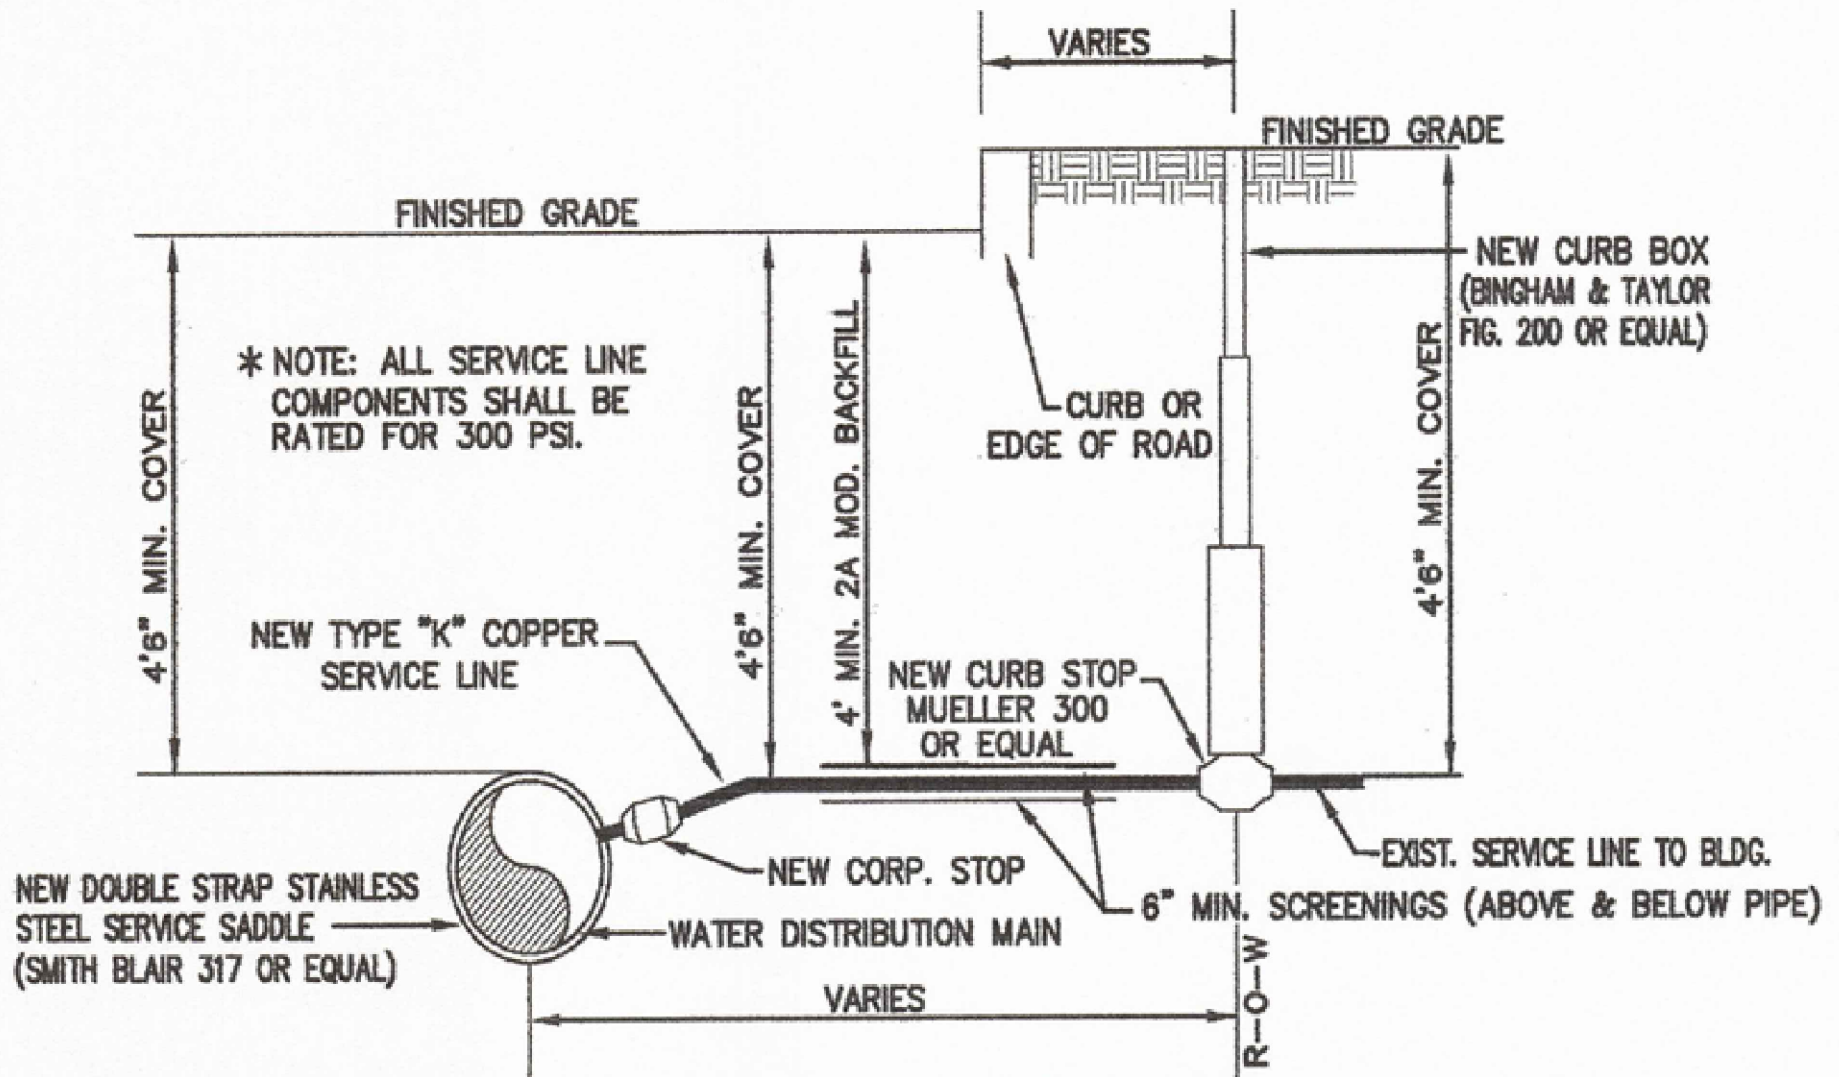 VARIES
FINISHED GRADE
FINISHED GRADE
NEW CURB BOX
(BINGHAM & TAYLOR
FIG. 200 OR EQUAL)
* NOTE: ALL SERVICE LINE
COMPONENTS SHALL BE
RATED FOR 300 PSI.
CURB OR
EDGE OF ROAD
4'6" MIN. COVER
4'6" MIN. COVER
4' MIN. 2A MOD. BACKFILL
4'6" MIN. COVER
NEW TYPE "K" COPPER
SERVICE LINE
NEW CURB STOP
MUELLER 300
OR EQUAL
EXIST. SERVICE LINE TO BLDG.
NEW CORP. STOP
6" MIN. SCREENINGS (ABOVE & BELOW PIPE)
NEW DOUBLE STRAP STAINLESS
STEEL SERVICE SADDLE
(SMITH BLAIR 317 OR EQUAL)
WATER DISTRIBUTION MAIN
VARIES
R-O-W